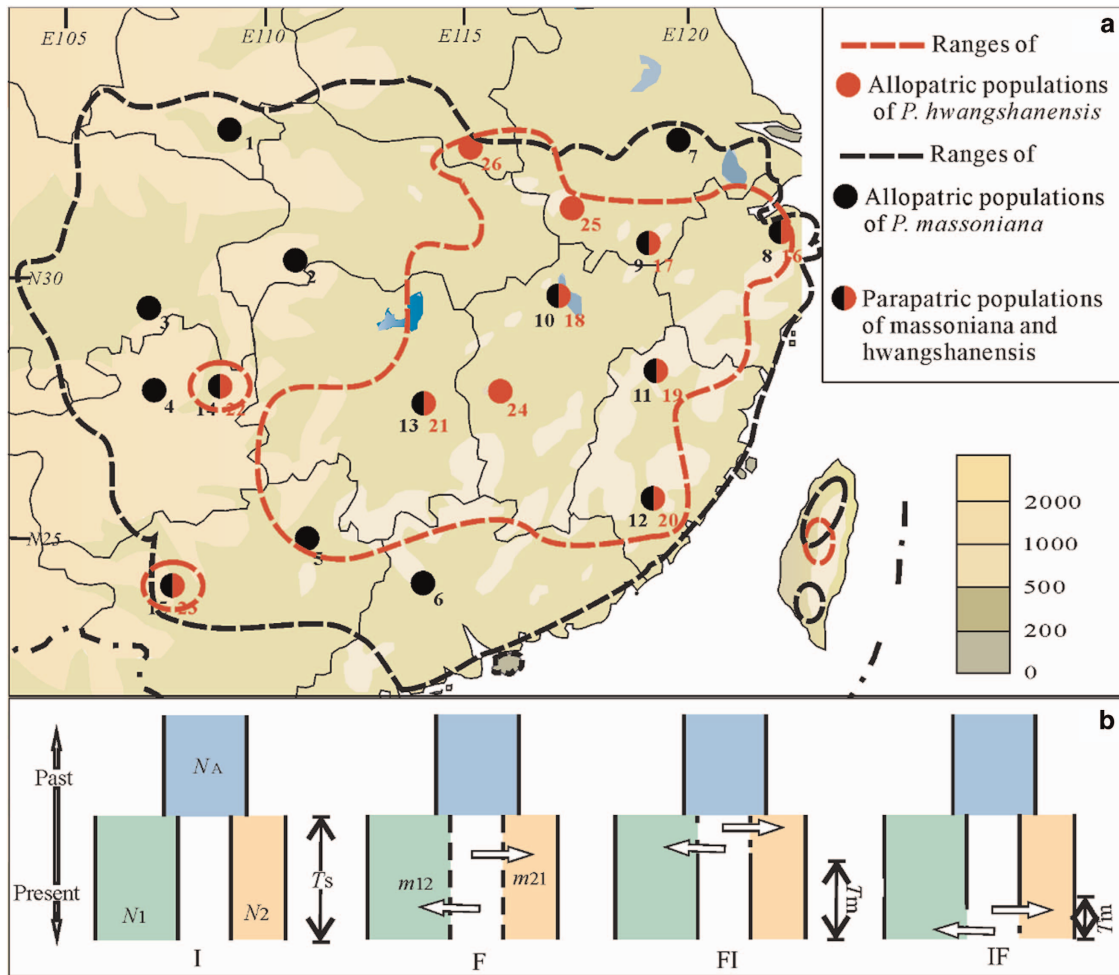 a
E105
E110
E115
E120
N30
N25
1
2
3
4
5
6
7
8 16
9 17
10 18
11 19
12 20
13 21
14 22
15 23
24
25
26
Ranges of
Allopatric populations
of P. hwangshanensis
Ranges of
Allopatric populations
of P. massoniana
Parapatric populations
of massoniana and
hwangshanensis
2000
1000
500
200
0
b
Past
Present
NA
N1
N2
Ts
I
m12
m21
F
Tm
FI
Tm
IF